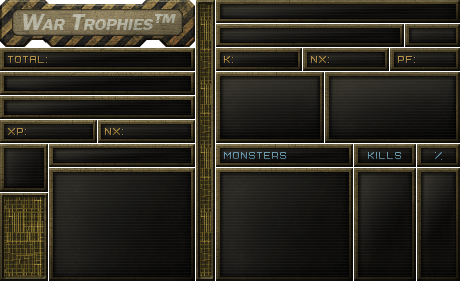 WAR TROPHIES™
TOTAL:
XP: NX:
K: NX: PF:
MONSTERS KILLS %